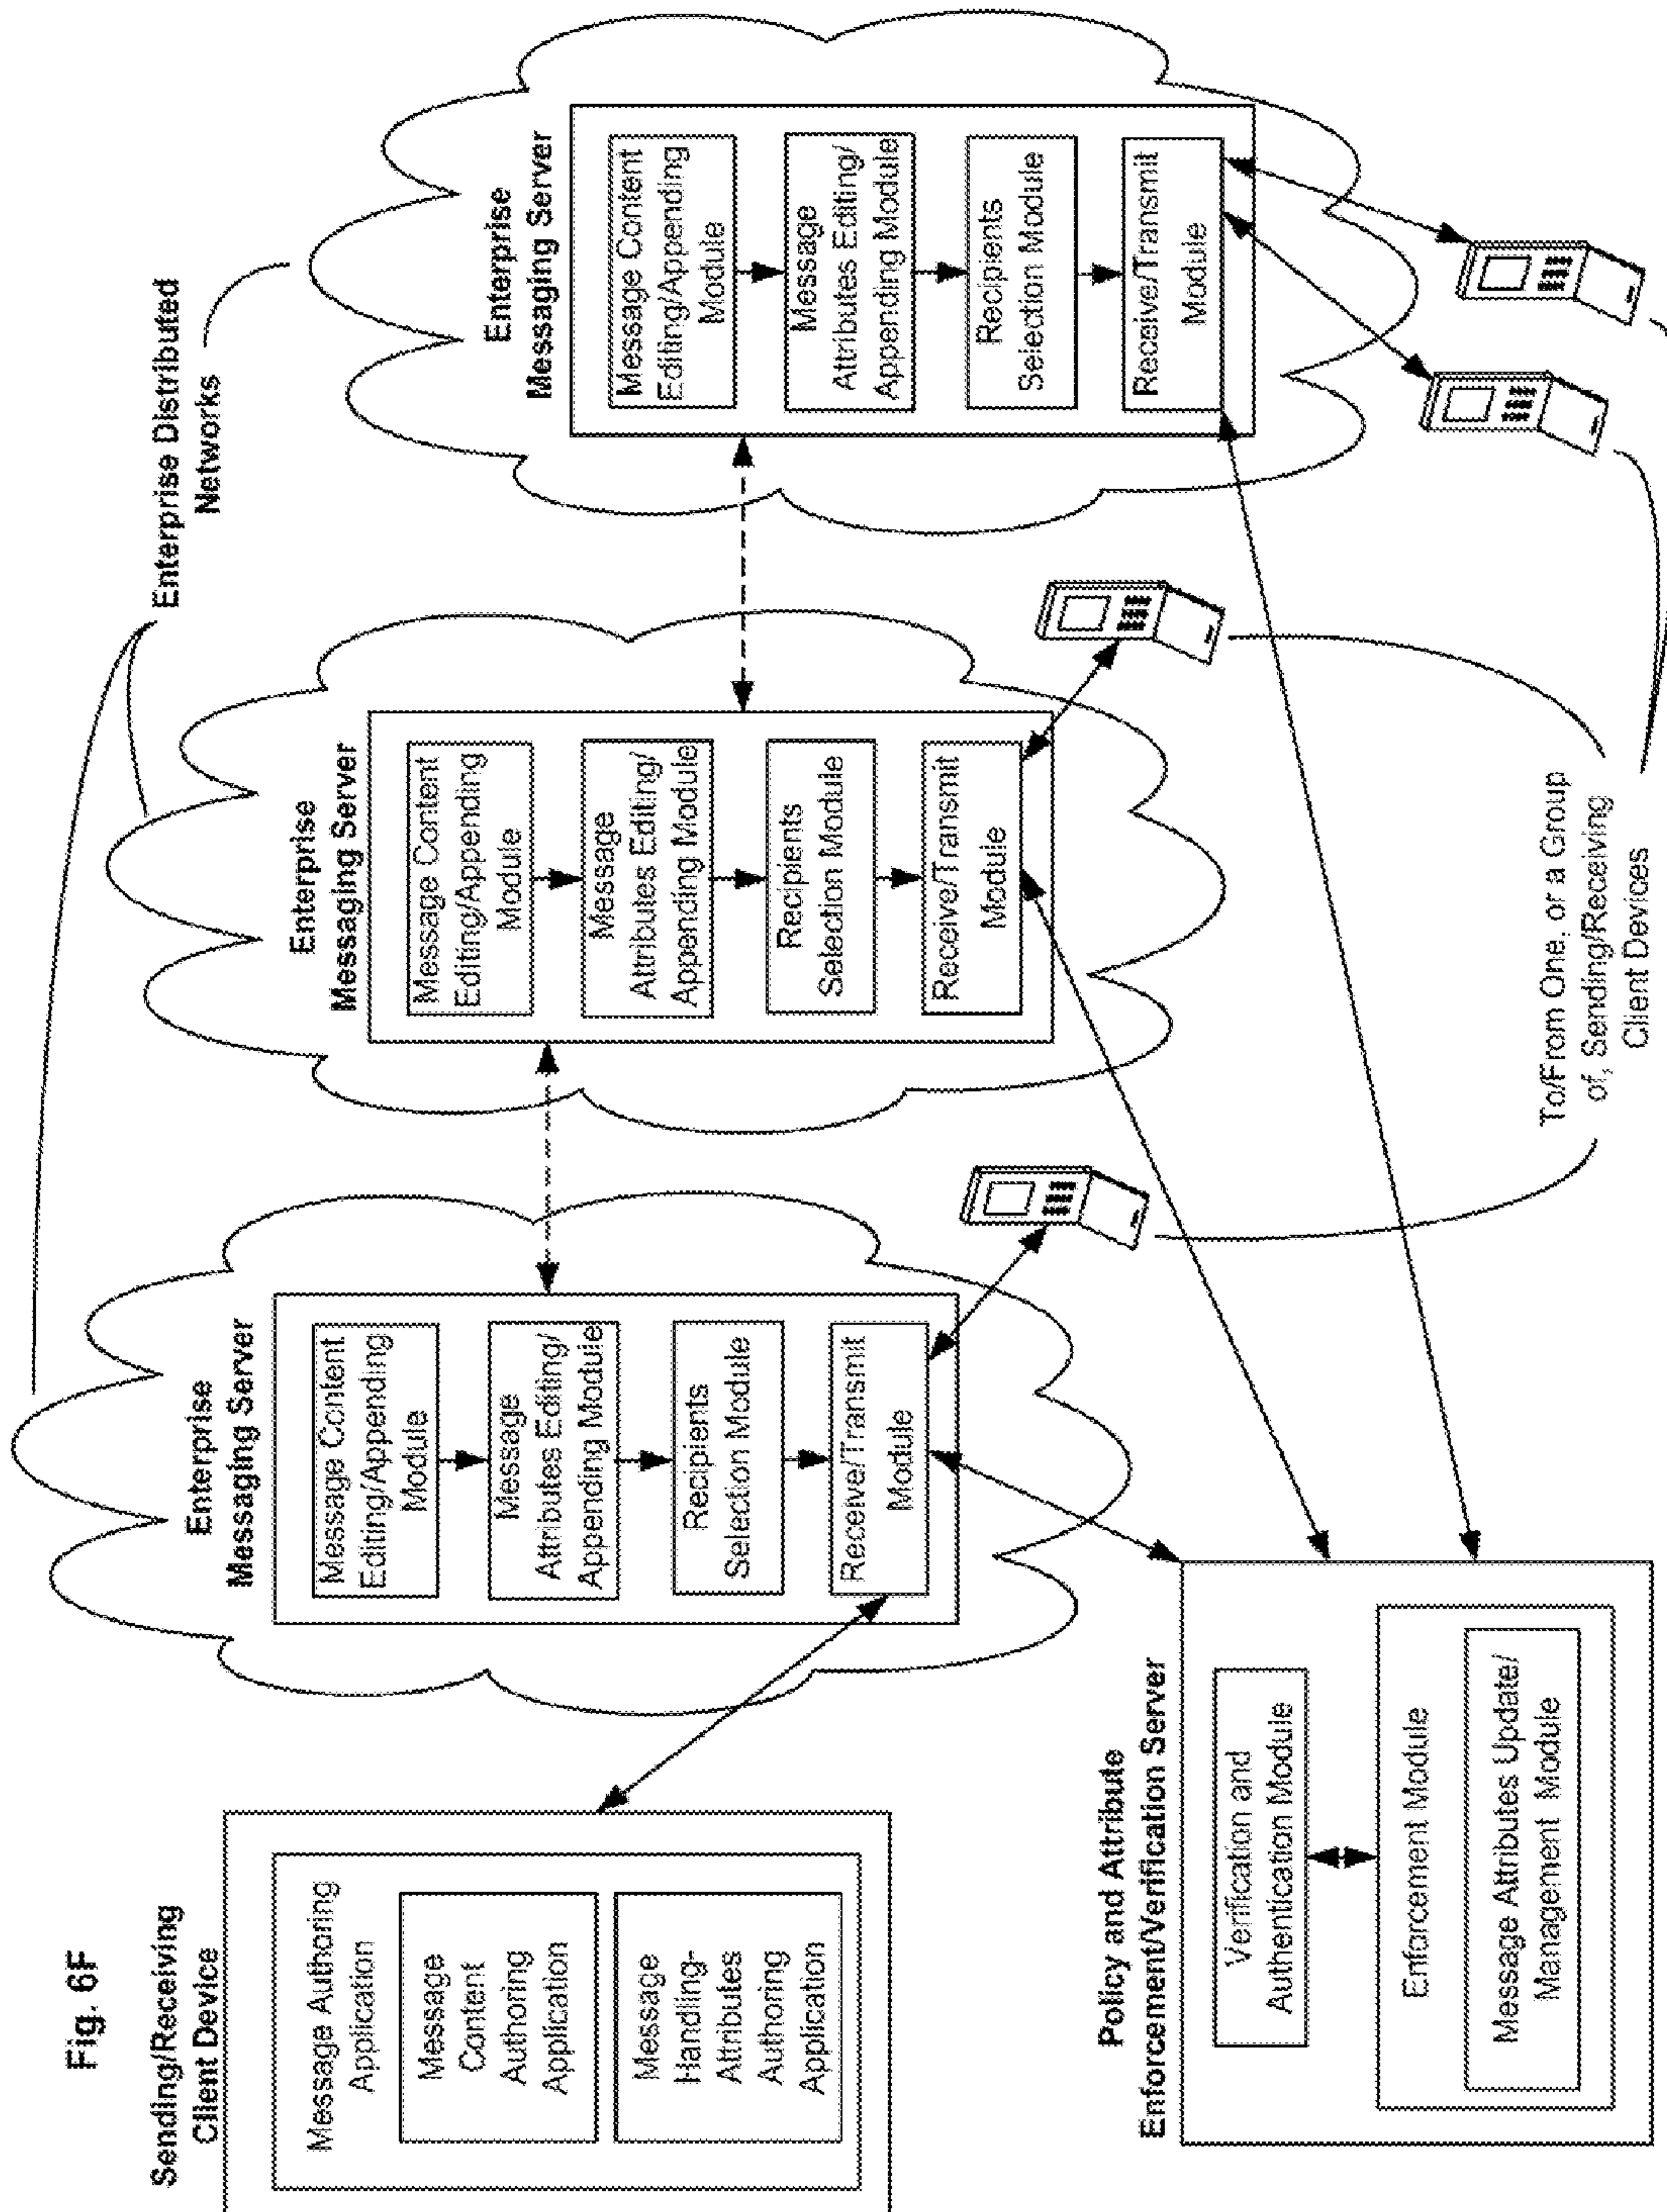 Fig. 6F
Sending/Receiving
Client Device
Message Authoring
Application
Message
Content
Authoring
Application
Message
Handling-
Attributes
Authoring
Application
Policy and Attribute
Enforcement/Verification Server
Verification and
Authentication Module
Enforcement Module
Message Attributes Update/
Management Module
Enterprise
Messaging Server
Message Content
Editing/Appending
Module
Message
Attributes Editing/
Appending Module
Recipients
Selection Module
Receive/Transmit
Module
Enterprise
Messaging Server
Message Content
Editing/Appending
Module
Message
Attributes Editing/
Appending Module
Recipients
Selection Module
Receive/Transmit
Module
Enterprise Distributed
Networks
Enterprise
Messaging Server
Message Content
Editing/Appending
Module
Message
Attributes Editing/
Appending Module
Recipients
Selection Module
Receive/Transmit
Module
To/From One, or a Group
of, Sending/Receiving
Client Devices